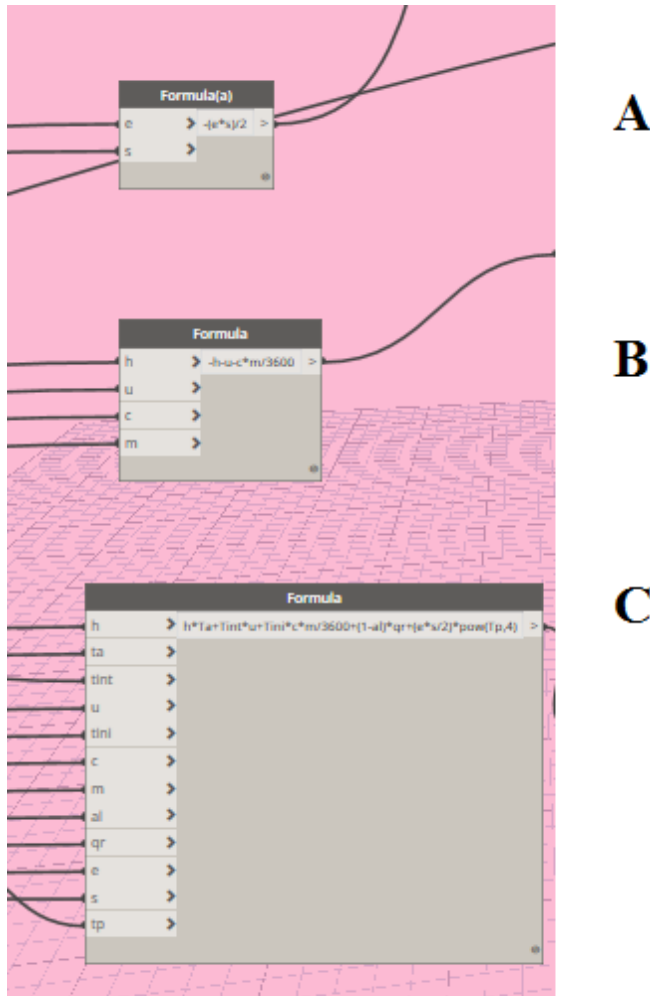 Formula(a)
e > -(e*s)/2 >
s >
A
Formula
h > -h-u-c*m/3600 >
u >
c >
m >
B
Formula
h > h*Ta+Tint*u+Tini*c*m/3600+(1-al)*qr+(e*s/2)*pow(Tp,4) >
ta >
tint >
u >
tini >
c >
m >
al >
qr >
e >
s >
tp >
C